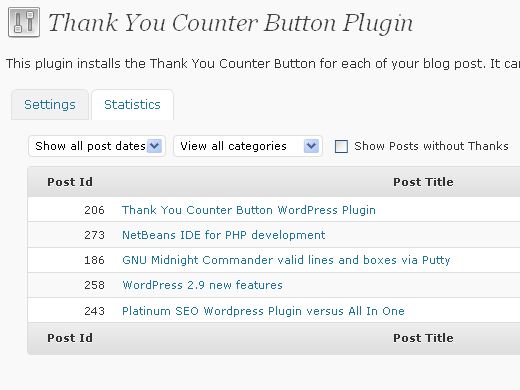 Thank You Counter Button Plugin
This plugin installs the Thank You Counter Button for each of your blog post. It can
Settings Statistics
Show all post dates View all categories Show Posts without Thanks
Post Id Post Title
206 Thank You Counter Button WordPress Plugin
273 NetBeans IDE for PHP development
186 GNU Midnight Commander valid lines and boxes via Putty
258 WordPress 2.9 new features
243 Platinum SEO Wordpress Plugin versus All In One
Post Id Post Title